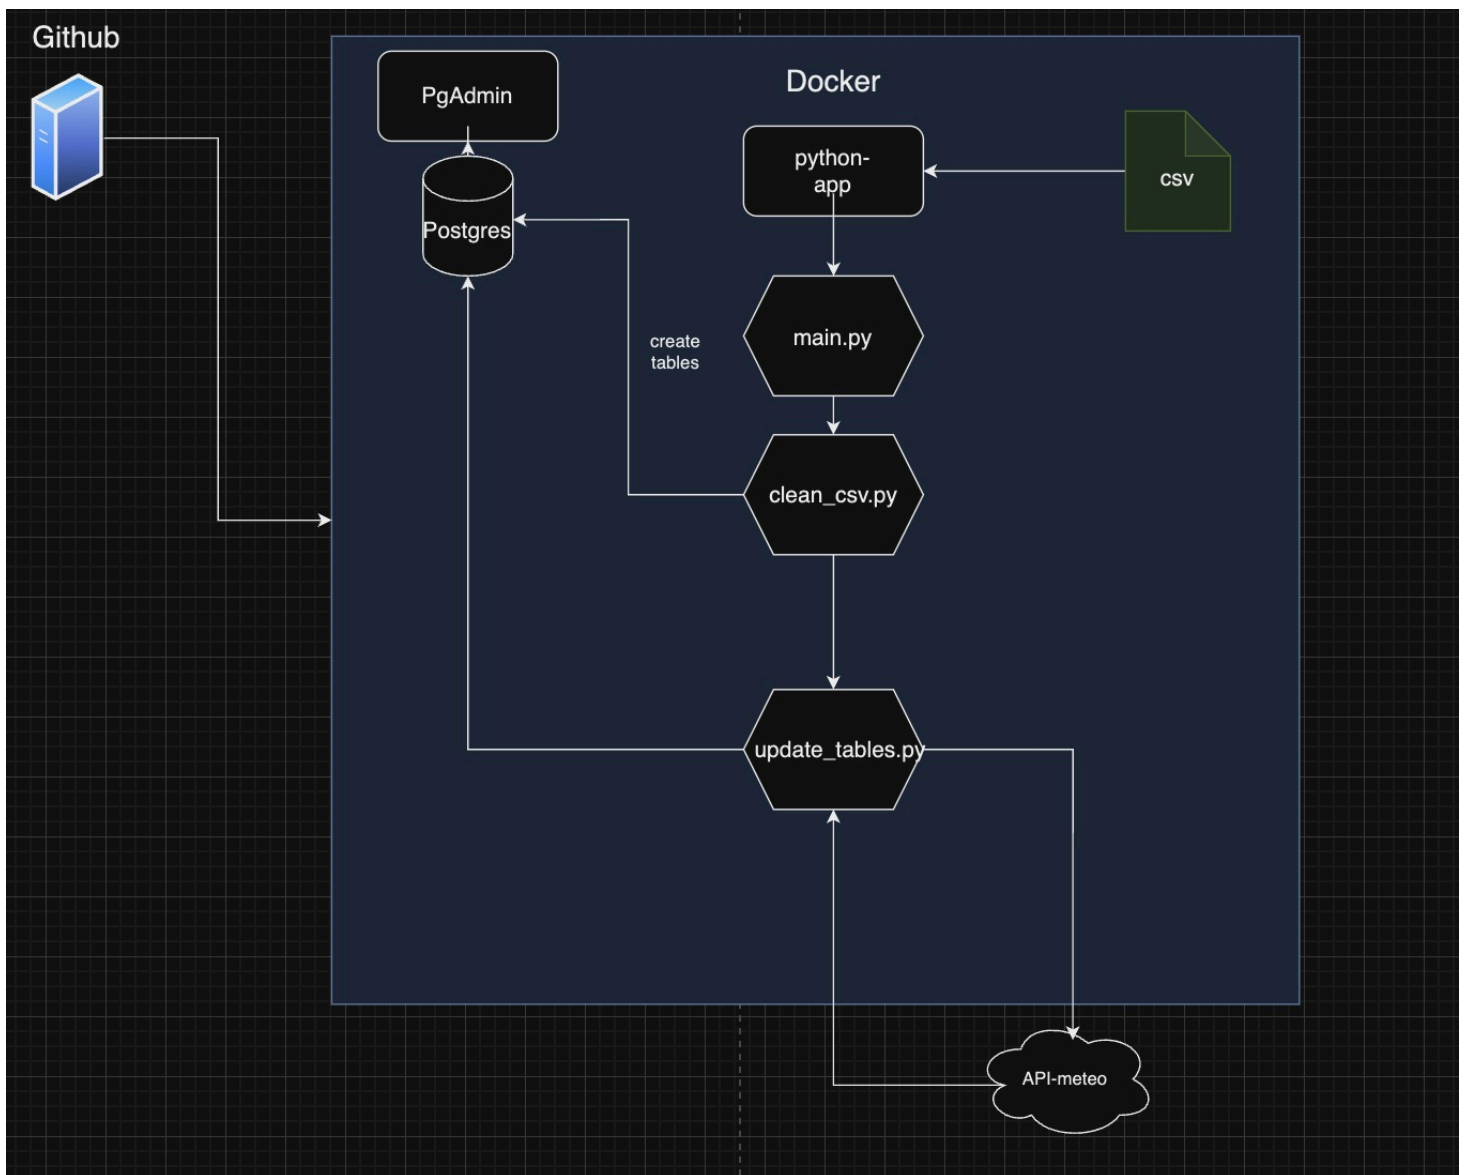 Github
Docker
PgAdmin
python-
app
csv
Postgres
create
tables
main.py
clean_csv.py
update_tables.py
API-meteo